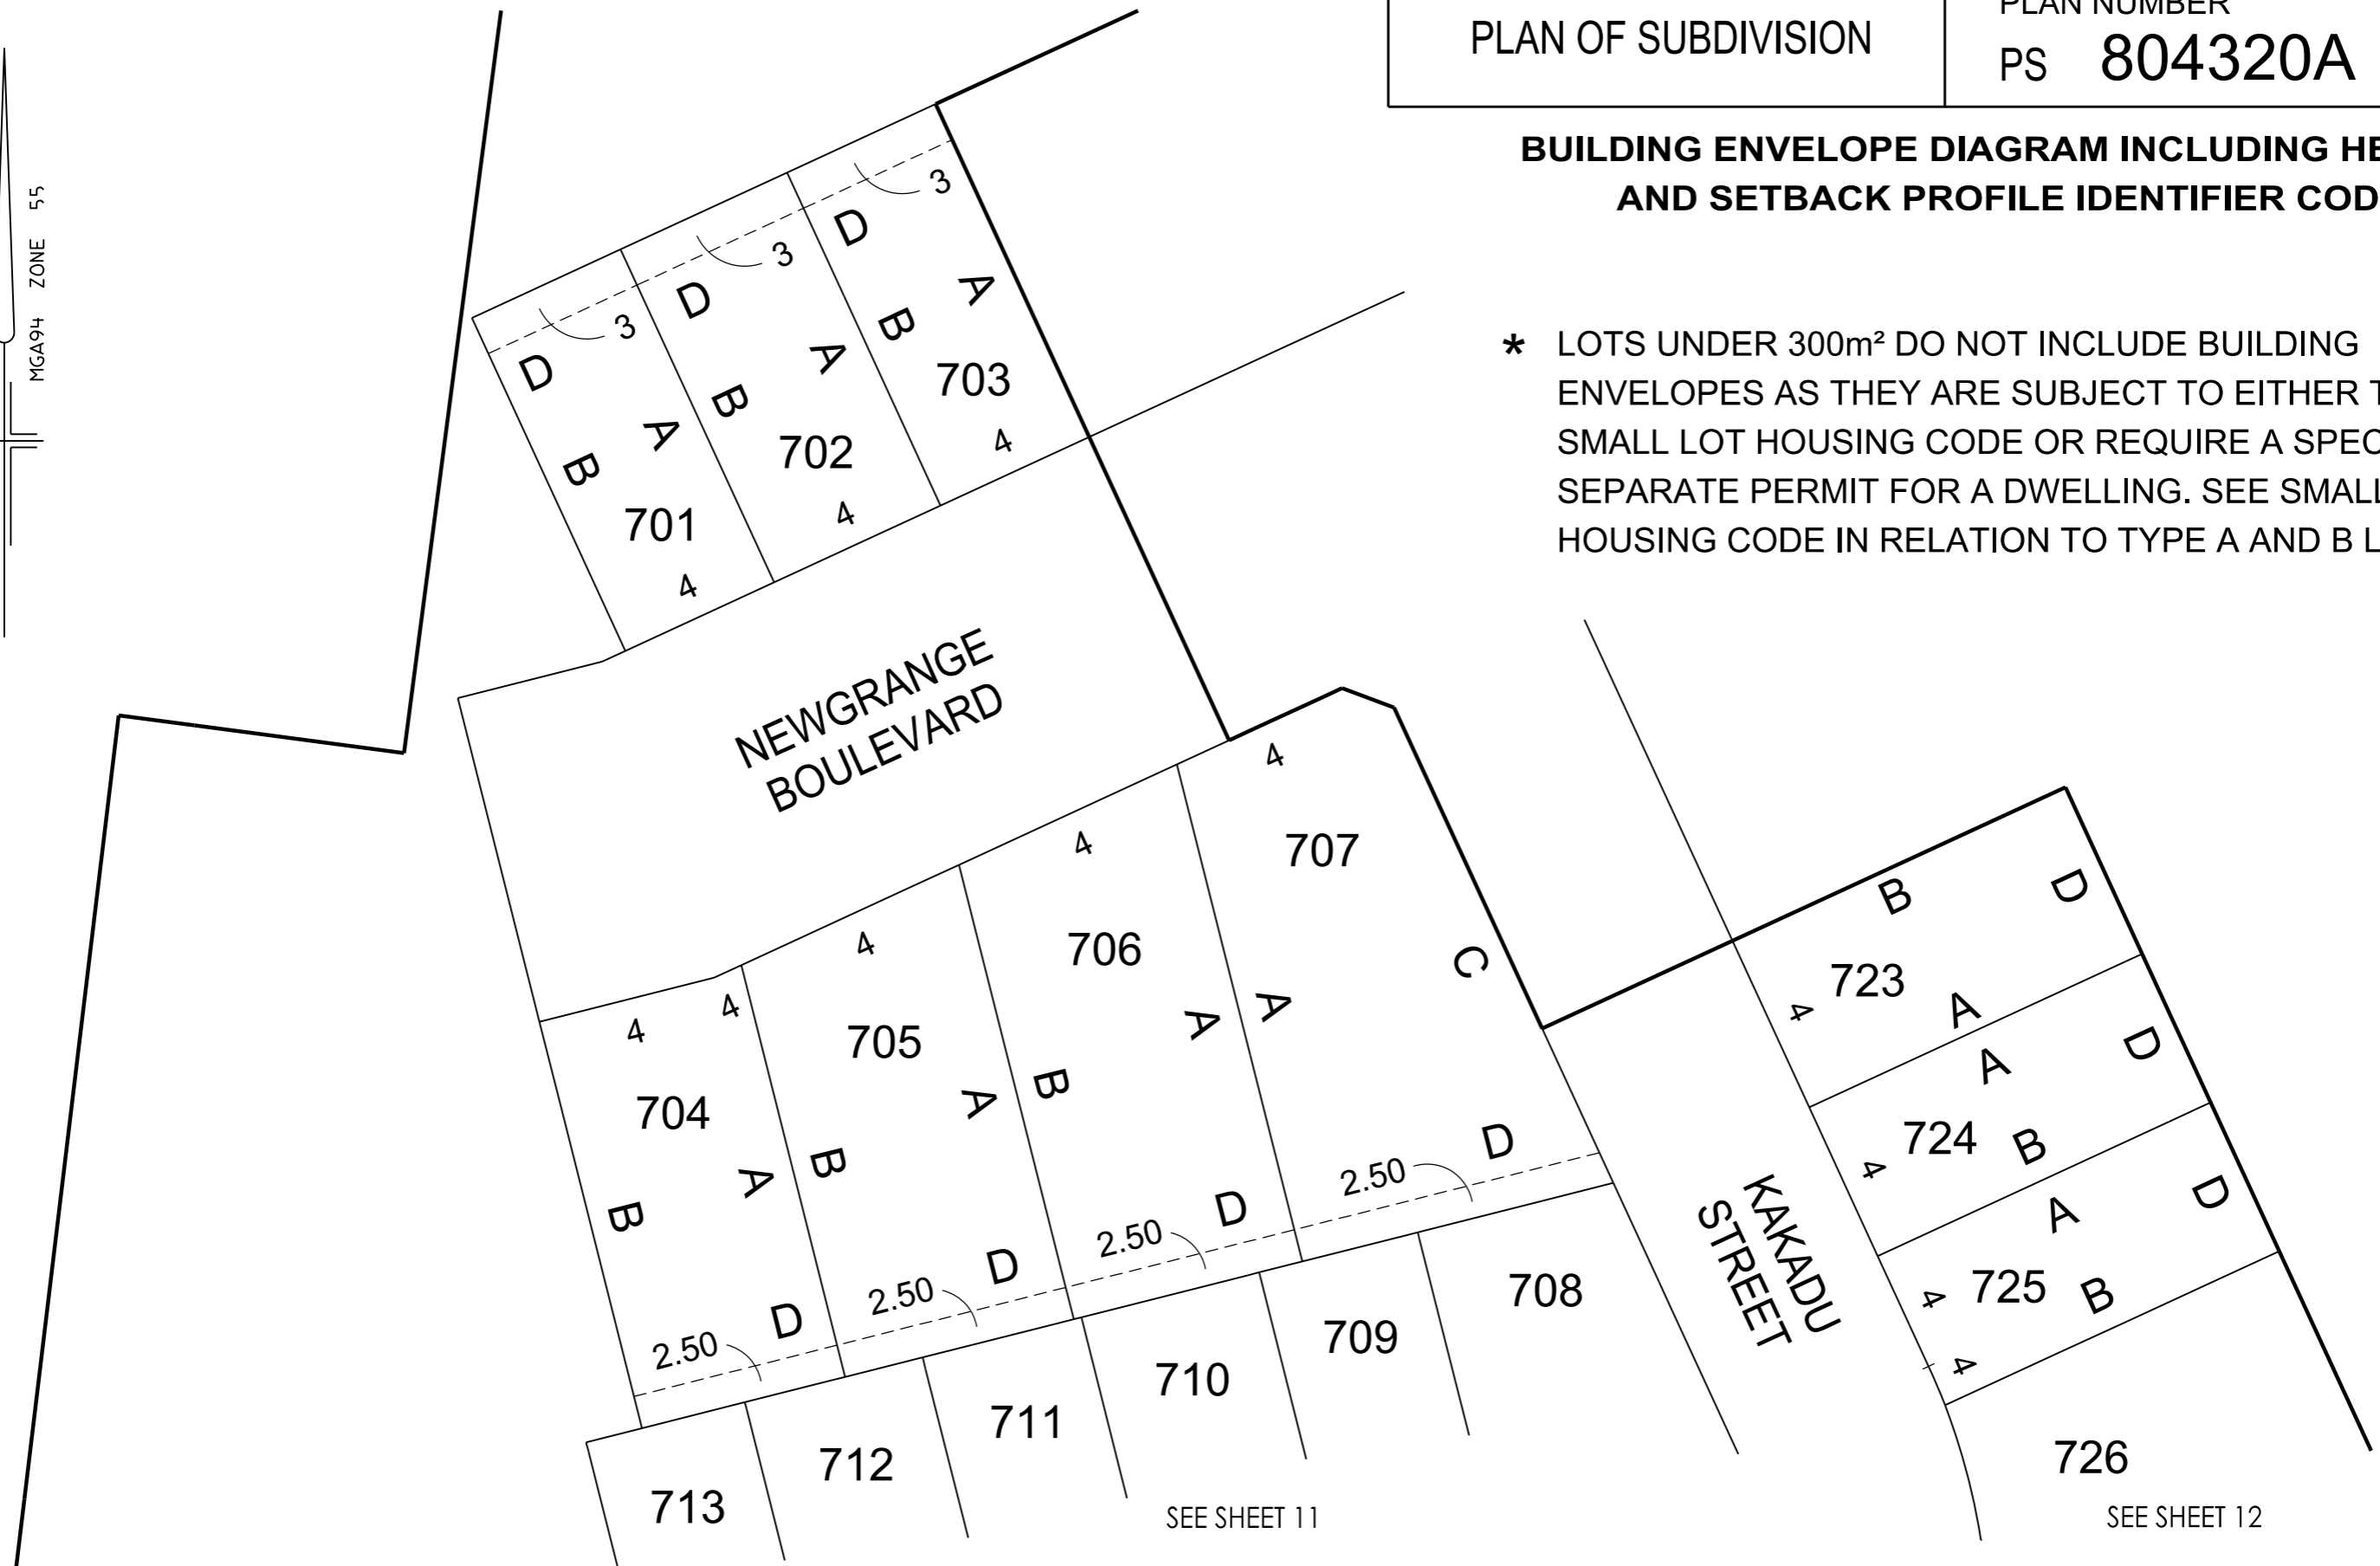 PLAN OF SUBDIVISION
PLAN NUMBER
PS 804320A
BUILDING ENVELOPE DIAGRAM INCLUDING
AND SETBACK PROFILE IDENTIFIER
* LOTS UNDER 300m² DO NOT INCLUDE BUILDING
ENVELOPES AS THEY ARE SUBJECT TO EITHER
SMALL LOT HOUSING CODE OR REQUIRE A
SEPARATE PERMIT FOR A DWELLING. SEE SMALL
HOUSING CODE IN RELATION TO TYPE A AND B
MGA94 ZONE 55
3
D
A
B
703
4
3
D
A
B
702
4
3
D
A
B
701
4
NEWGRANGE
BOULEVARD
4
4
704
A
B
D
2.50
4
705
A
B
D
2.50
4
706
A
B
D
2.50
4
707
C
A
D
2.50
B
D
723
4
A
A
D
724
4
B
A
D
725
4
B
4
KAKADU
STREET
708
709
710
711
712
713
726
SEE SHEET 11
SEE SHEET 12